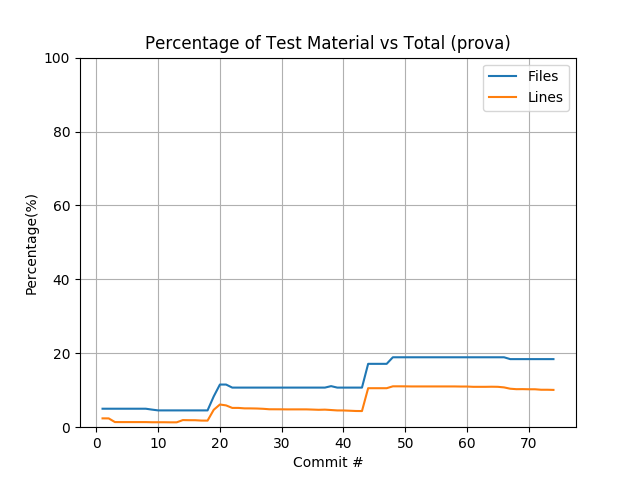 Percentage of Test Material vs Total (prova)
Files
Lines
100
80
60
40
20
0
Percentage(%)
0 10 20 30 40 50 60 70
Commit #